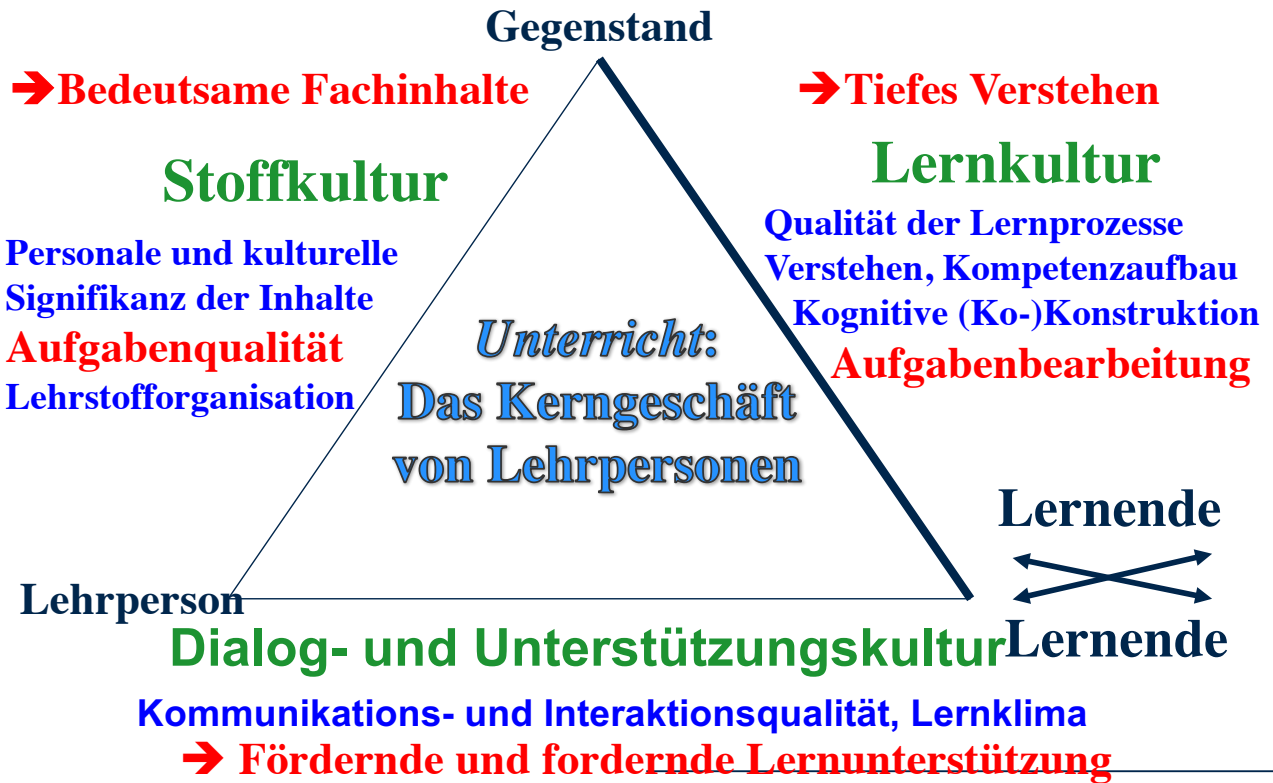 Gegenstand
➔Bedeutsame Fachinhalte
➔Tiefes Verstehen
Stoffkultur
Lernkultur
Personale und kulturelle
Signifikanz der Inhalte
Aufgabenqualität
Lehrstofforganisation
Qualität der Lernprozesse
Verstehen, Kompetenzaufbau
Kognitive (Ko-)Konstruktion
Aufgabenbearbeitung
Unterricht:
Das Kerngeschäft
von Lehrpersonen
Lernende
Lehrperson
Lernende
Dialog- und Unterstützungskultur
Kommunikations- und Interaktionsqualität, Lernklima
➔ Fördernde und fordernde Lernunterstützung